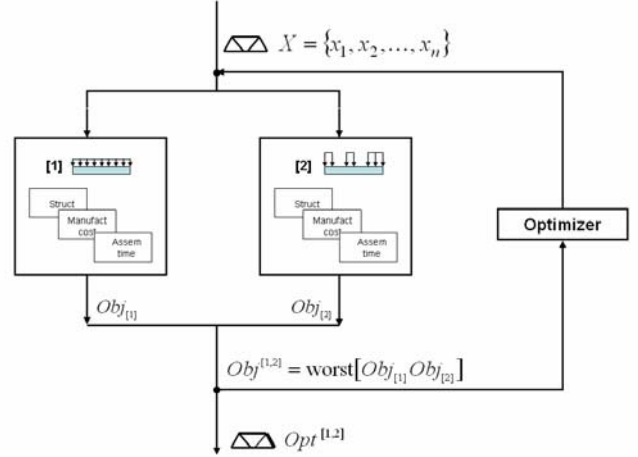 X = {x₁, x₂, ..., xₙ}
[1]
Struct
Manufact
cost
Assem
time
[2]
Struct
Manufact
cost
Assem
time
Optimizer
Obj[1]
Obj[2]
Obj[1,2] = worst[Obj[1] Obj[2]]
Opt[1,2]